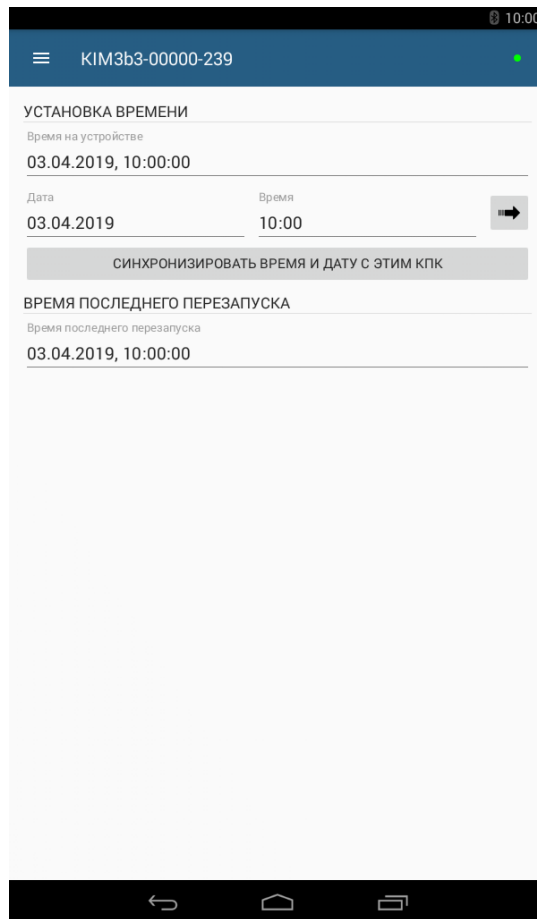 10:00
KIM3b3-00000-239
УСТАНОВКА ВРЕМЕНИ
Время на устройстве
03.04.2019, 10:00:00
Дата Время
03.04.2019 10:00
СИНХРОНИЗИРОВАТЬ ВРЕМЯ И ДАТУ С ЭТИМ КПК
ВРЕМЯ ПОСЛЕДНЕГО ПЕРЕЗАПУСКА
Время последнего перезапуска
03.04.2019, 10:00:00